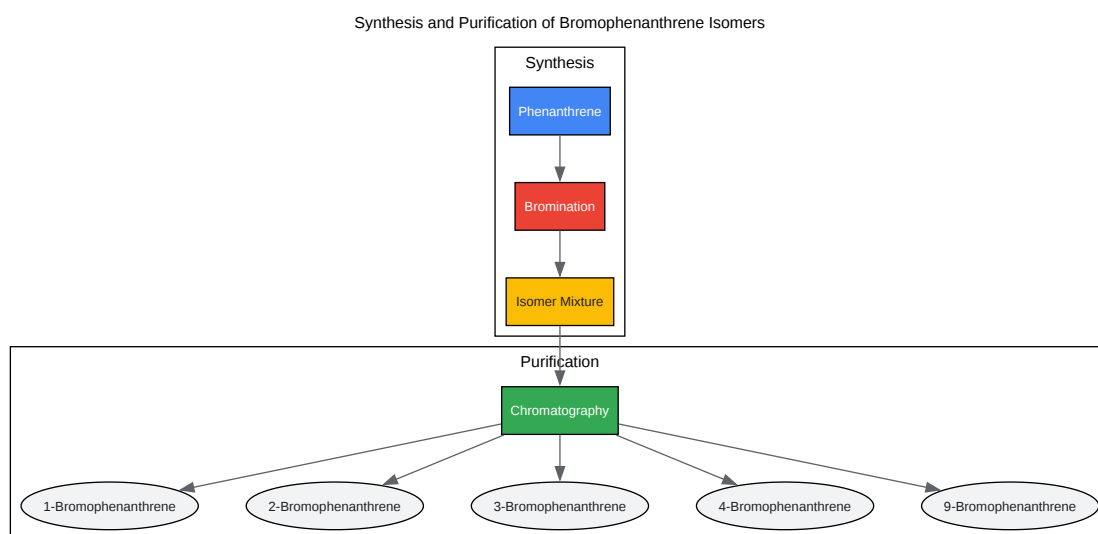 Synthesis and Purification of Bromophenanthrene Isomers
Synthesis
Phenanthrene
Bromination
Isomer Mixture
Purification
Chromatography
1-Bromophenanthrene
2-Bromophenanthrene
3-Bromophenanthrene
4-Bromophenanthrene
9-Bromophenanthrene